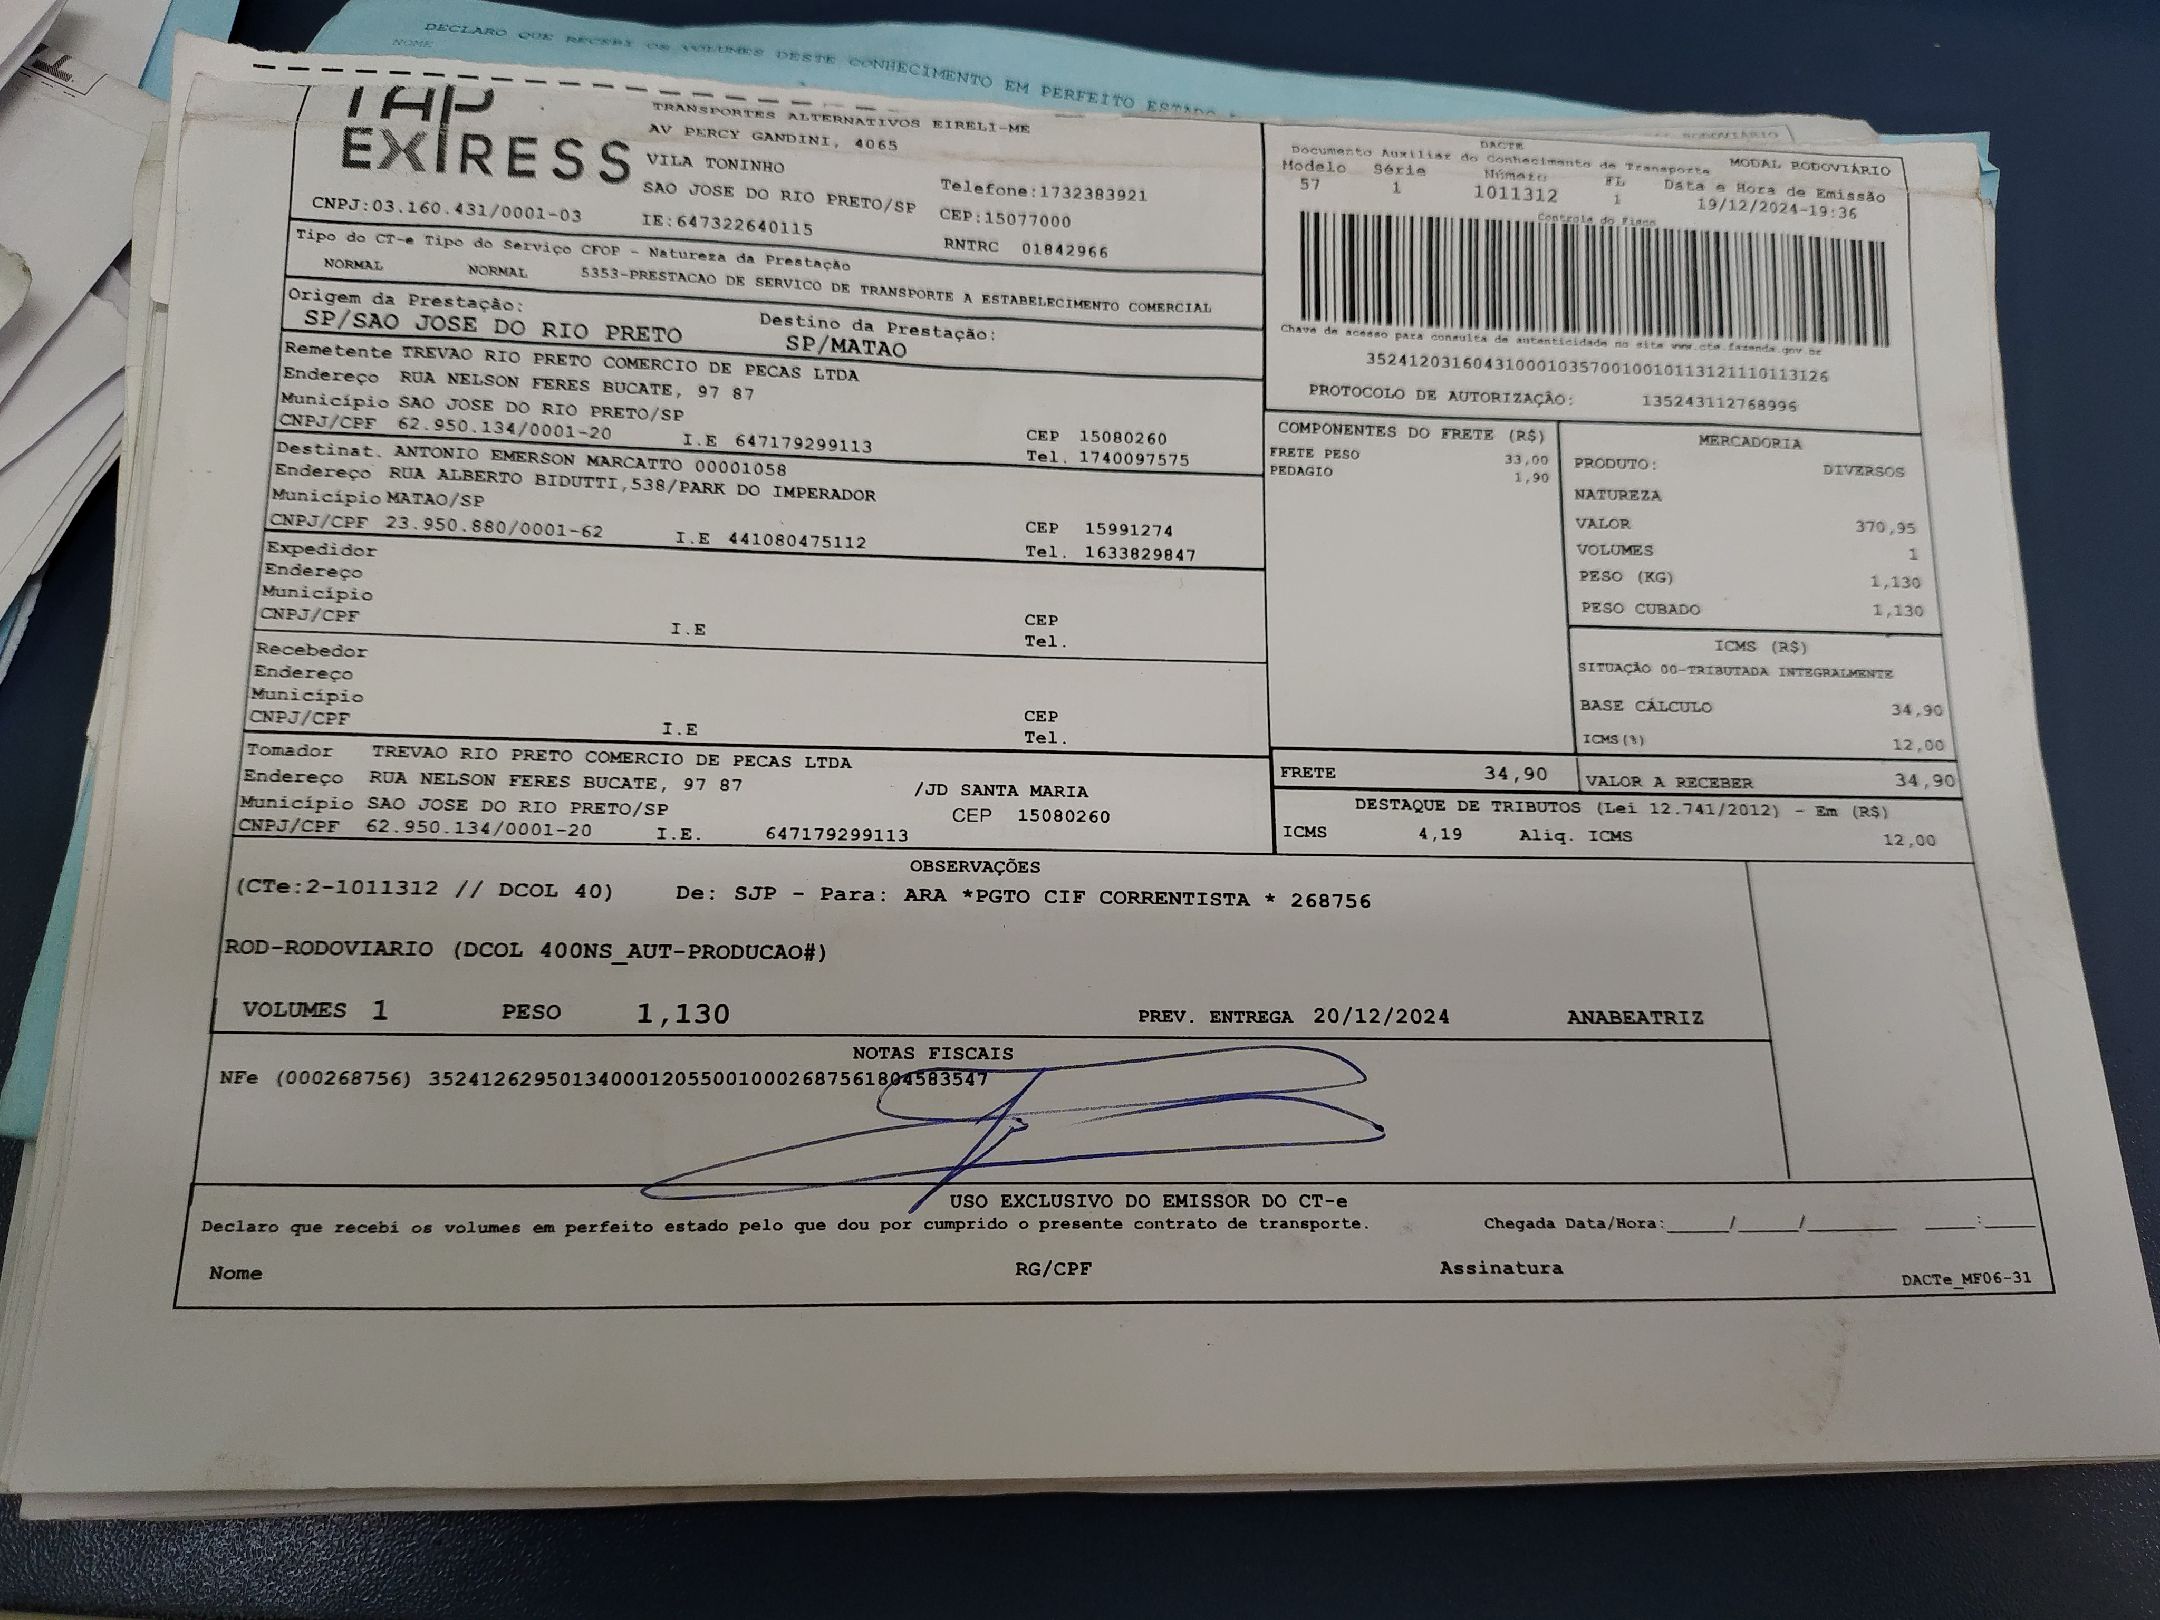 DECLARO QUE RECEBI OS VOLUMES DESTE CONHECIMENTO EM PERFEITO ESTADO
NOME
TAP EXPRESS
TRANSPORTES ALTERNATIVOS EIRELI-ME
AV PERCY GANDINI, 4065
VILA TONINHO
SAO JOSE DO RIO PRETO/SP
Telefone:1732383921
CNPJ:03.160.431/0001-03
IE:647322640115
CEP:15077000
RNTRC 01842966
DACTE
Documento Auxiliar do Conhecimento de Transporte
MODAL RODOVIÁRIO
Modelo Série Número FL Data e Hora de Emissão
57 1 1011312 1 19/12/2024-19:36
Controle do Fisco
Chave de acesso para consulta de autenticidade no site www.cte.fazenda.gov.br
35241203160431000103570010010113121110113126
PROTOCOLO DE AUTORIZAÇÃO: 135243112768996
Tipo do CT-e Tipo do Serviço CFOP - Natureza da Prestação
NORMAL NORMAL 5353-PRESTACAO DE SERVICO DE TRANSPORTE A ESTABELECIMENTO COMERCIAL
Origem da Prestação: Destino da Prestação:
SP/SAO JOSE DO RIO PRETO SP/MATAO
Remetente TREVAO RIO PRETO COMERCIO DE PECAS LTDA
Endereço RUA NELSON FERES BUCATE, 97 87
Município SAO JOSE DO RIO PRETO/SP CEP 15080260
CNPJ/CPF 62.950.134/0001-20 I.E 647179299113 Tel. 1740097575
Destinat. ANTONIO EMERSON MARCATTO 00001058
Endereço RUA ALBERTO BIDUTTI,538/PARK DO IMPERADOR
Município MATAO/SP CEP 15991274
CNPJ/CPF 23.950.880/0001-62 I.E 441080475112 Tel. 1633829847
Expedidor
Endereço
Município CEP
CNPJ/CPF I.E Tel.
Recebedor
Endereço
Município CEP
CNPJ/CPF I.E Tel.
Tomador TREVAO RIO PRETO COMERCIO DE PECAS LTDA
Endereço RUA NELSON FERES BUCATE, 97 87 /JD SANTA MARIA
Município SAO JOSE DO RIO PRETO/SP CEP 15080260
CNPJ/CPF 62.950.134/0001-20 I.E. 647179299113
COMPONENTES DO FRETE (R$)
FRETE PESO 33,00
PEDAGIO 1,90
MERCADORIA
PRODUTO: DIVERSOS
NATUREZA
VALOR 370,95
VOLUMES 1
PESO (KG) 1,130
PESO CUBADO 1,130
ICMS (R$)
SITUAÇÃO 00-TRIBUTADA INTEGRALMENTE
BASE CÁLCULO 34,90
ICMS(%) 12,00
FRETE 34,90 VALOR A RECEBER 34,90
DESTAQUE DE TRIBUTOS (Lei 12.741/2012) - Em (R$)
ICMS 4,19 Aliq. ICMS 12,00
OBSERVAÇÕES
(CTe:2-1011312 // DCOL 40) De: SJP - Para: ARA *PGTO CIF CORRENTISTA * 268756
ROD-RODOVIARIO (DCOL 400NS_AUT-PRODUCAO#)
VOLUMES 1 PESO 1,130 PREV. ENTREGA 20/12/2024 ANABEATRIZ
NOTAS FISCAIS
NFe (000268756) 35241262950134000120550010002687561804583547
USO EXCLUSIVO DO EMISSOR DO CT-e
Declaro que recebi os volumes em perfeito estado pelo que dou por cumprido o presente contrato de transporte. Chegada Data/Hora:____/____/______ ___:___
Nome RG/CPF Assinatura
DACTe_MF06-31